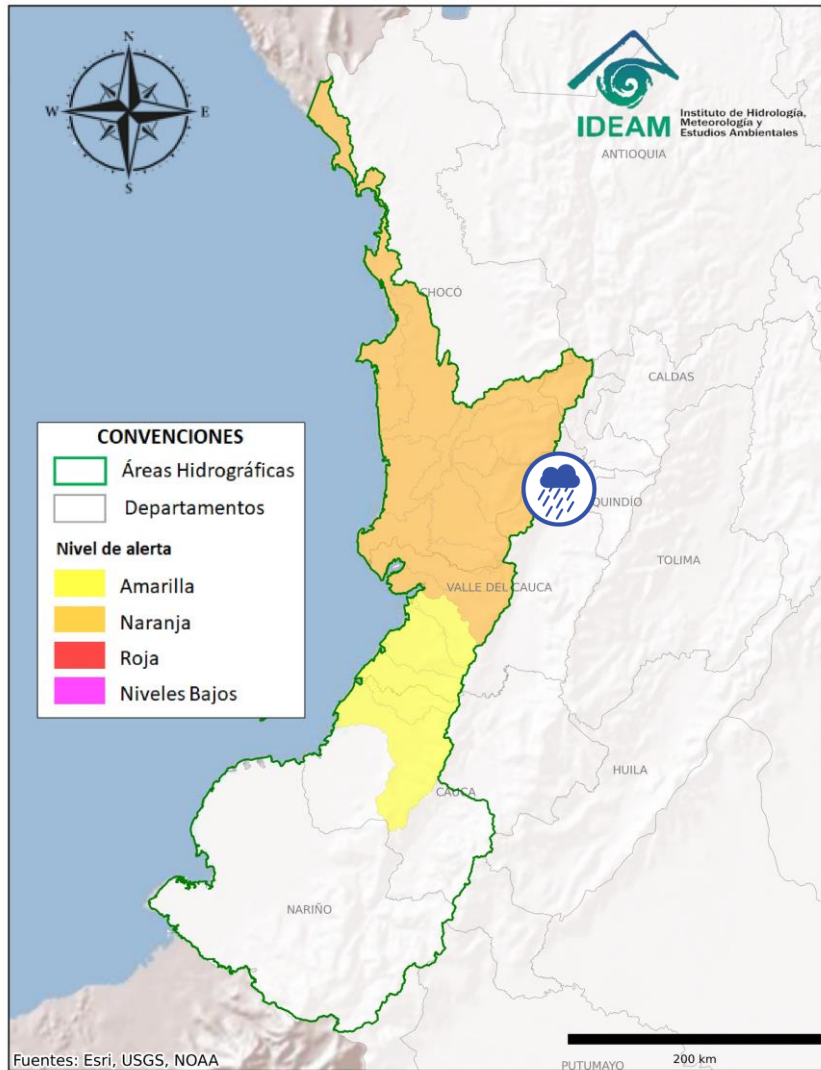 N
W
E
S
IDEAM
Instituto de Hidrología,
Meteorología y
Estudios Ambientales
ANTIOQUIA
CHOCÓ
CALDAS
CONVENCIONES
Áreas Hidrográficas
Departamentos
Nivel de alerta
Amarilla
Naranja
Roja
Niveles Bajos
QUINDÍO
TOLIMA
VALLE DEL CAUCA
HUILA
CAUCA
NARIÑO
Fuentes: Esri, USGS, NOAA
200 km
PUTUMAYO